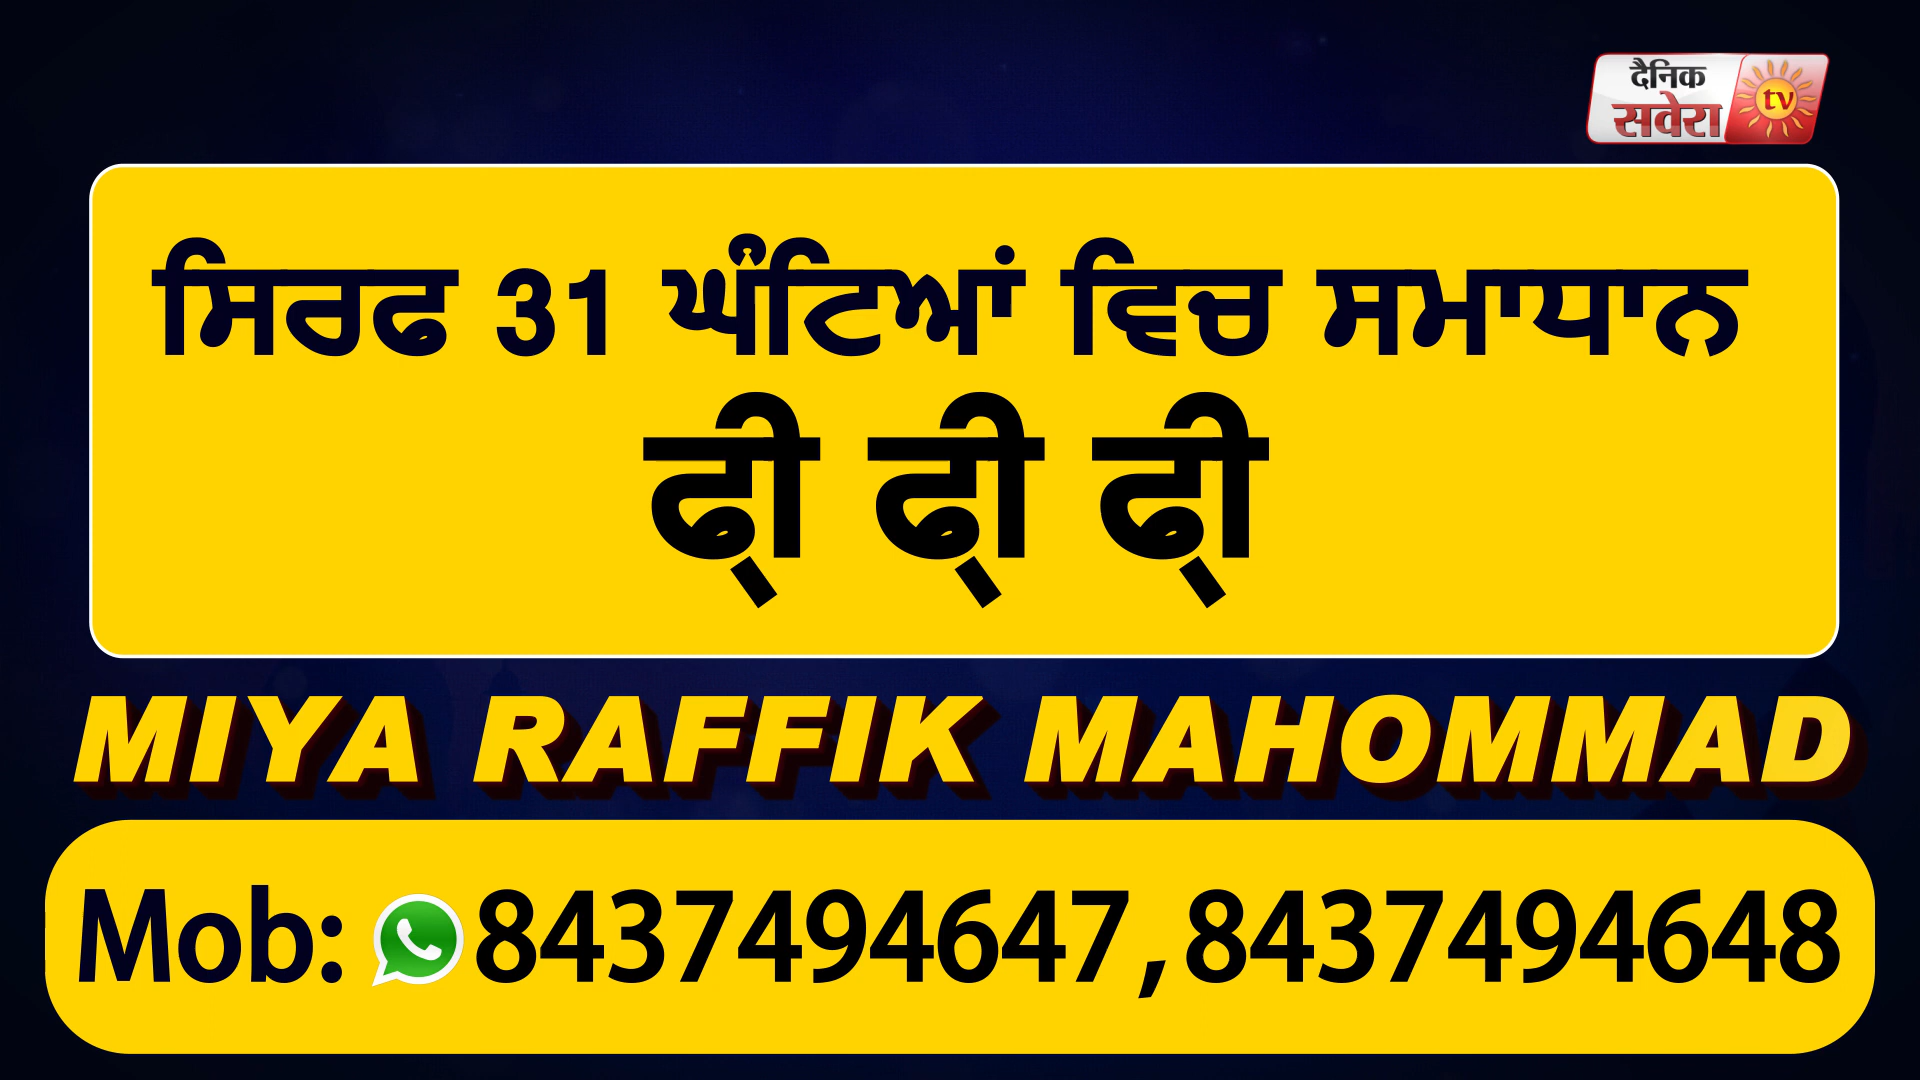 दैनिक
सवेरा tv
ਸਿਰਫ 31 ਘੰਟਿਆਂ ਵਿਚ ਸਮਾਧਾਨ
ਫ੍ਰੀ ਫ੍ਰੀ ਫ੍ਰੀ
MIYA RAFFIK MAHOMMAD
Mob: 8437494647, 8437494648